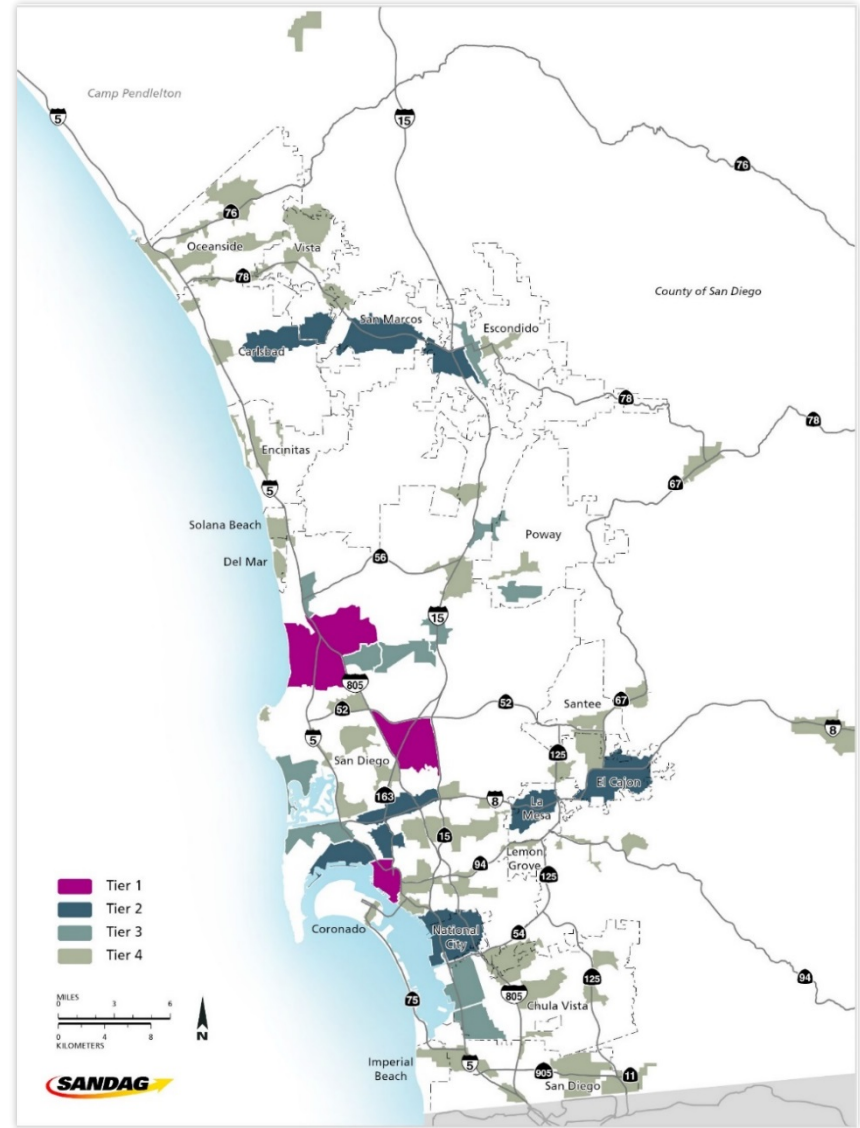 Camp Pendlelton
5
15
76
76
Oceanside
Vista
78
County of San Diego
San Marcos
Escondido
Carlsbad
78
78
Encinitas
67
5
Solana Beach
Poway
56
Del Mar
15
805
Santee
67
52
52
5
125
8
San Diego
El Cajon
163
8
La
Mesa
15
Lemon
Grove
94
125
Tier 1
Tier 2
Tier 3
Tier 4
Coronado
National
City
54
125
94
805
75
Chula Vista
MILES
0 3 6
0 4 8
KILOMETERS
N
Imperial
Beach
5
905
San Diego
11
SANDAG